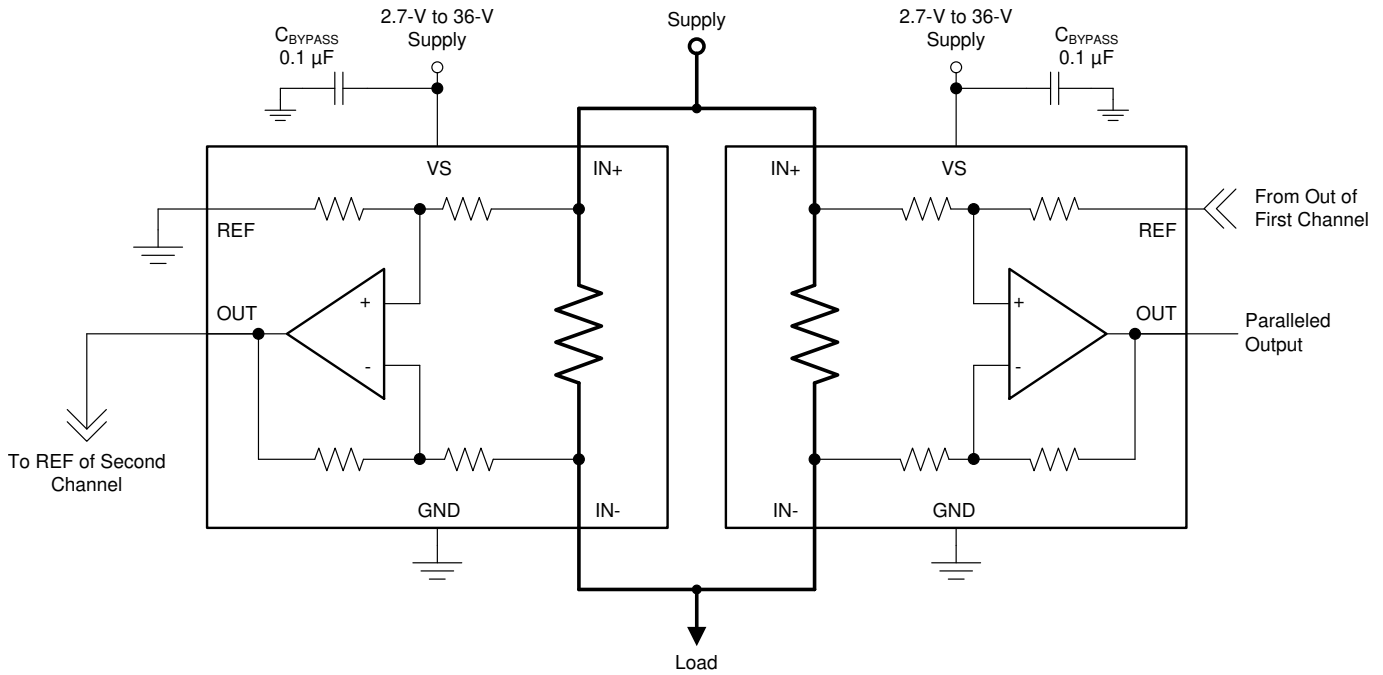 2.7-V to 36-V
Supply
C_BYPASS
0.1 µF
Supply
2.7-V to 36-V
Supply
C_BYPASS
0.1 µF
VS
IN+
REF
OUT
+
-
GND
IN-
To REF of Second
Channel
IN+
VS
REF
From Out of
First Channel
+
-
OUT
Paralleled
Output
IN-
GND
Load